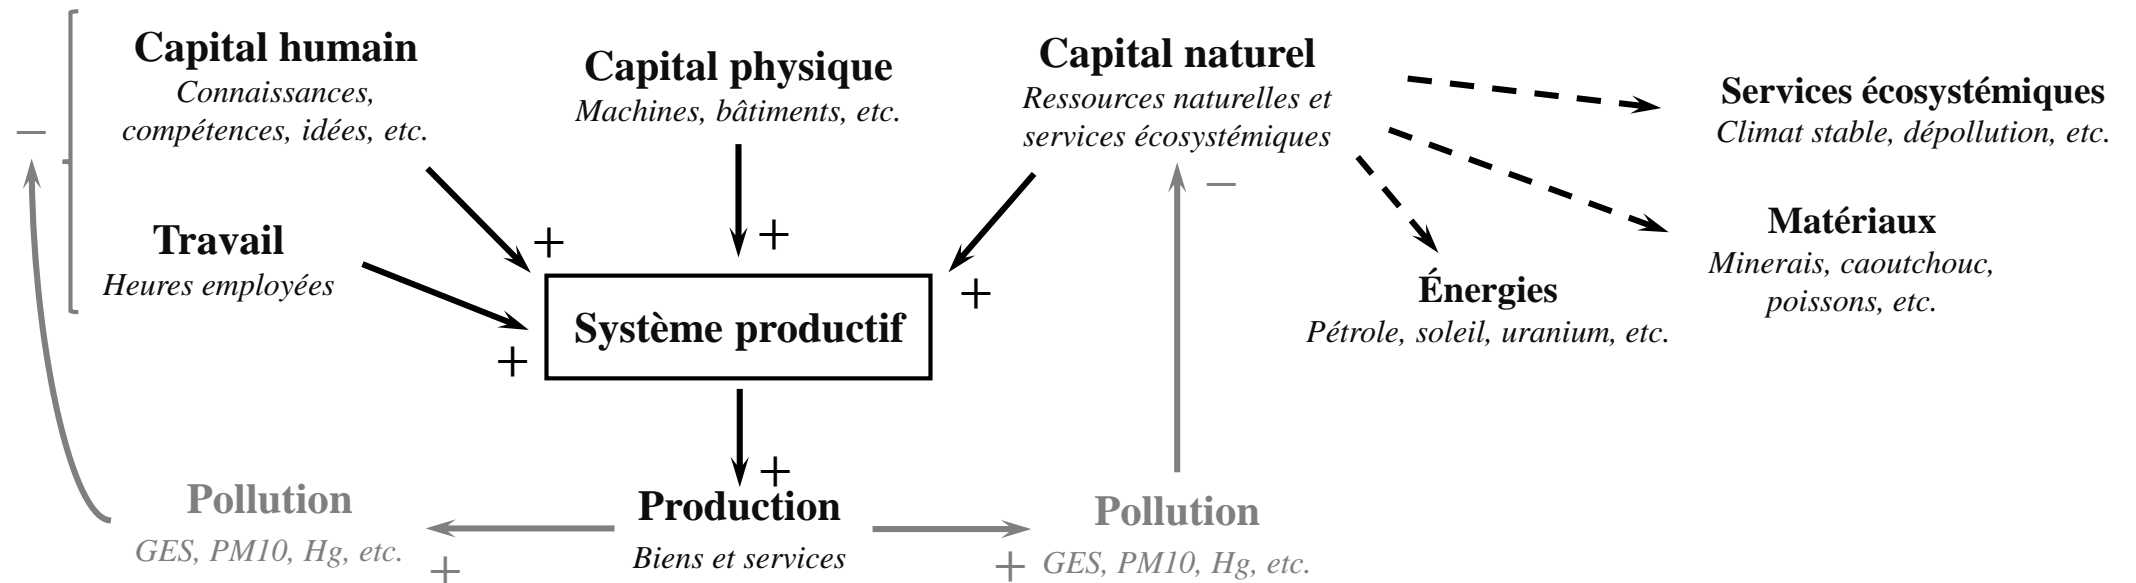 Capital humain
Connaissances,
compétences, idées, etc.
Capital physique
Machines, bâtiments, etc.
Capital naturel
Ressources naturelles et
services écosystémiques
Services écosystémiques
Climat stable, dépollution, etc.
−
−
Travail
Heures employées
+
+
+
+
Matériaux
Minerais, caoutchouc,
poissons, etc.
Énergies
Pétrole, soleil, uranium, etc.
Système productif
+
Pollution
GES, PM10, Hg, etc.
+
Production
Biens et services
+
Pollution
GES, PM10, Hg, etc.